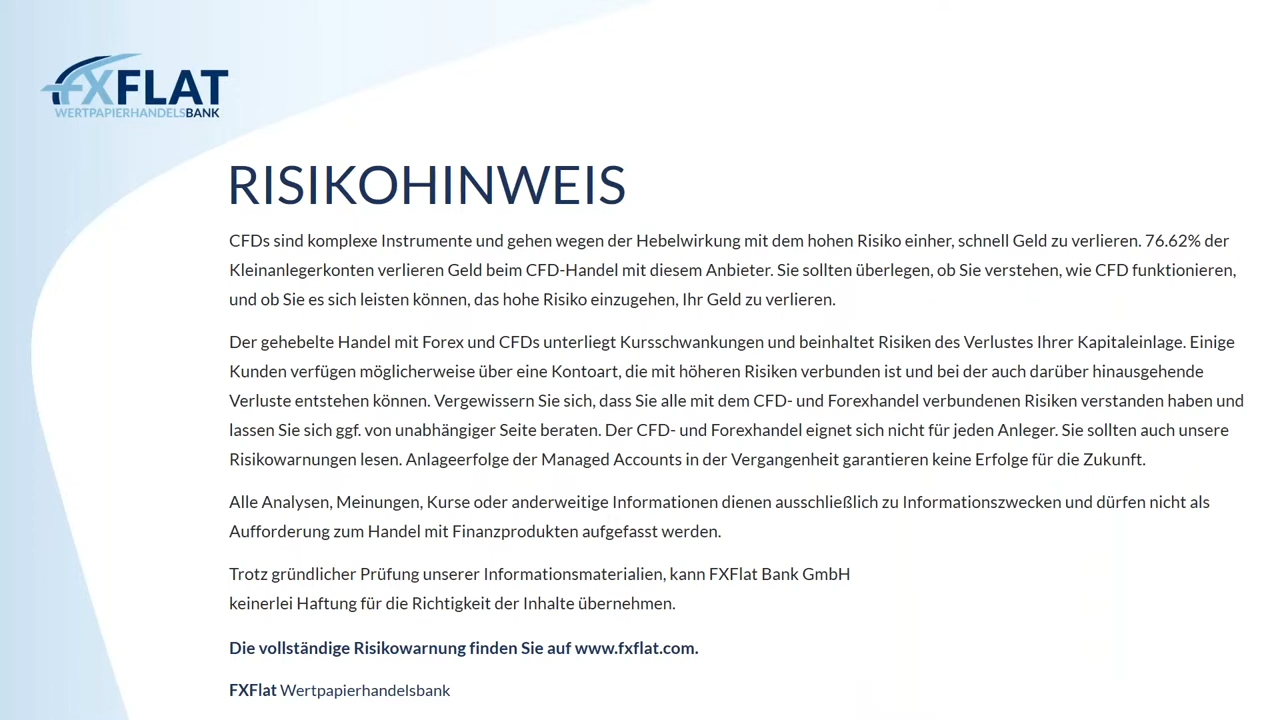 FXFLAT
WERTPAPIERHANDELSBANK
RISIKOHINWEIS
CFDs sind komplexe Instrumente und gehen wegen der Hebelwirkung mit dem hohen Risiko einher, schnell Geld zu verlieren. 76.62% der
Kleinanlegerkonten verlieren Geld beim CFD-Handel mit diesem Anbieter. Sie sollten überlegen, ob Sie verstehen, wie CFD funktionieren,
und ob Sie es sich leisten können, das hohe Risiko einzugehen, Ihr Geld zu verlieren.
Der gehebelte Handel mit Forex und CFDs unterliegt Kursschwankungen und beinhaltet Risiken des Verlustes Ihrer Kapitaleinlage. Einige
Kunden verfügen möglicherweise über eine Kontoart, die mit höheren Risiken verbunden ist und bei der auch darüber hinausgehende
Verluste entstehen können. Vergewissern Sie sich, dass Sie alle mit dem CFD- und Forexhandel verbundenen Risiken verstanden haben und
lassen Sie sich ggf. von unabhängiger Seite beraten. Der CFD- und Forexhandel eignet sich nicht für jeden Anleger. Sie sollten auch unsere
Risikowarnungen lesen. Anlageerfolge der Managed Accounts in der Vergangenheit garantieren keine Erfolge für die Zukunft.
Alle Analysen, Meinungen, Kurse oder anderweitige Informationen dienen ausschließlich zu Informationszwecken und dürfen nicht als
Aufforderung zum Handel mit Finanzprodukten aufgefasst werden.
Trotz gründlicher Prüfung unserer Informationsmaterialien, kann FXFlat Bank GmbH
keinerlei Haftung für die Richtigkeit der Inhalte übernehmen.
Die vollständige Risikowarnung finden Sie auf www.fxflat.com.
FXFlat Wertpapierhandelsbank